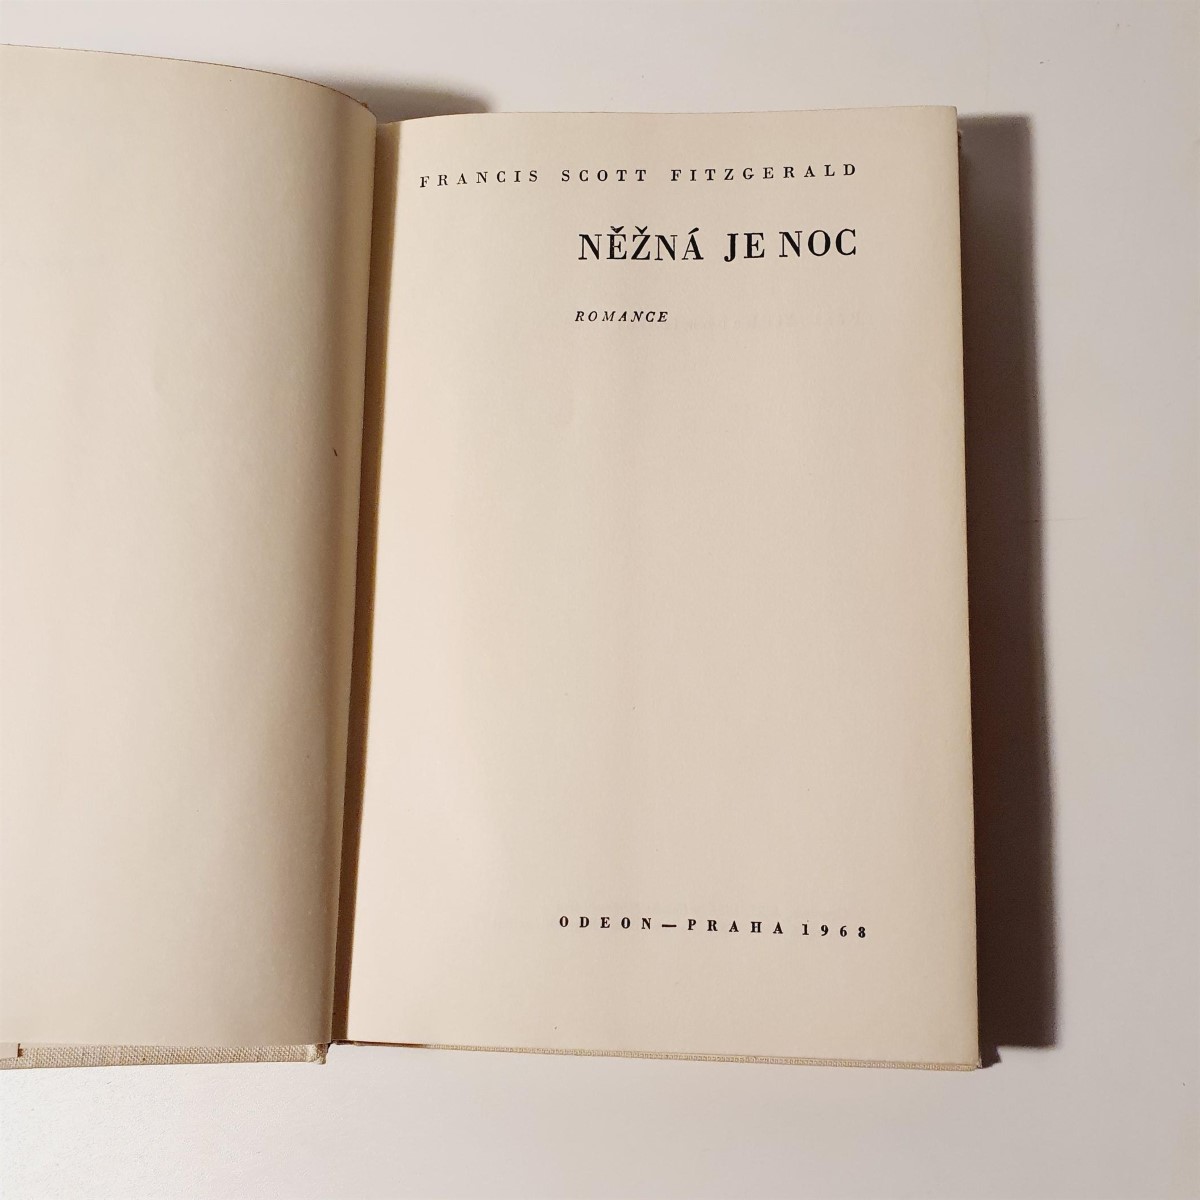 FRANCIS SCOTT FITZGERALD
NĚŽNÁ JE NOC
ROMANCE
ODEON — PRAHA 1968